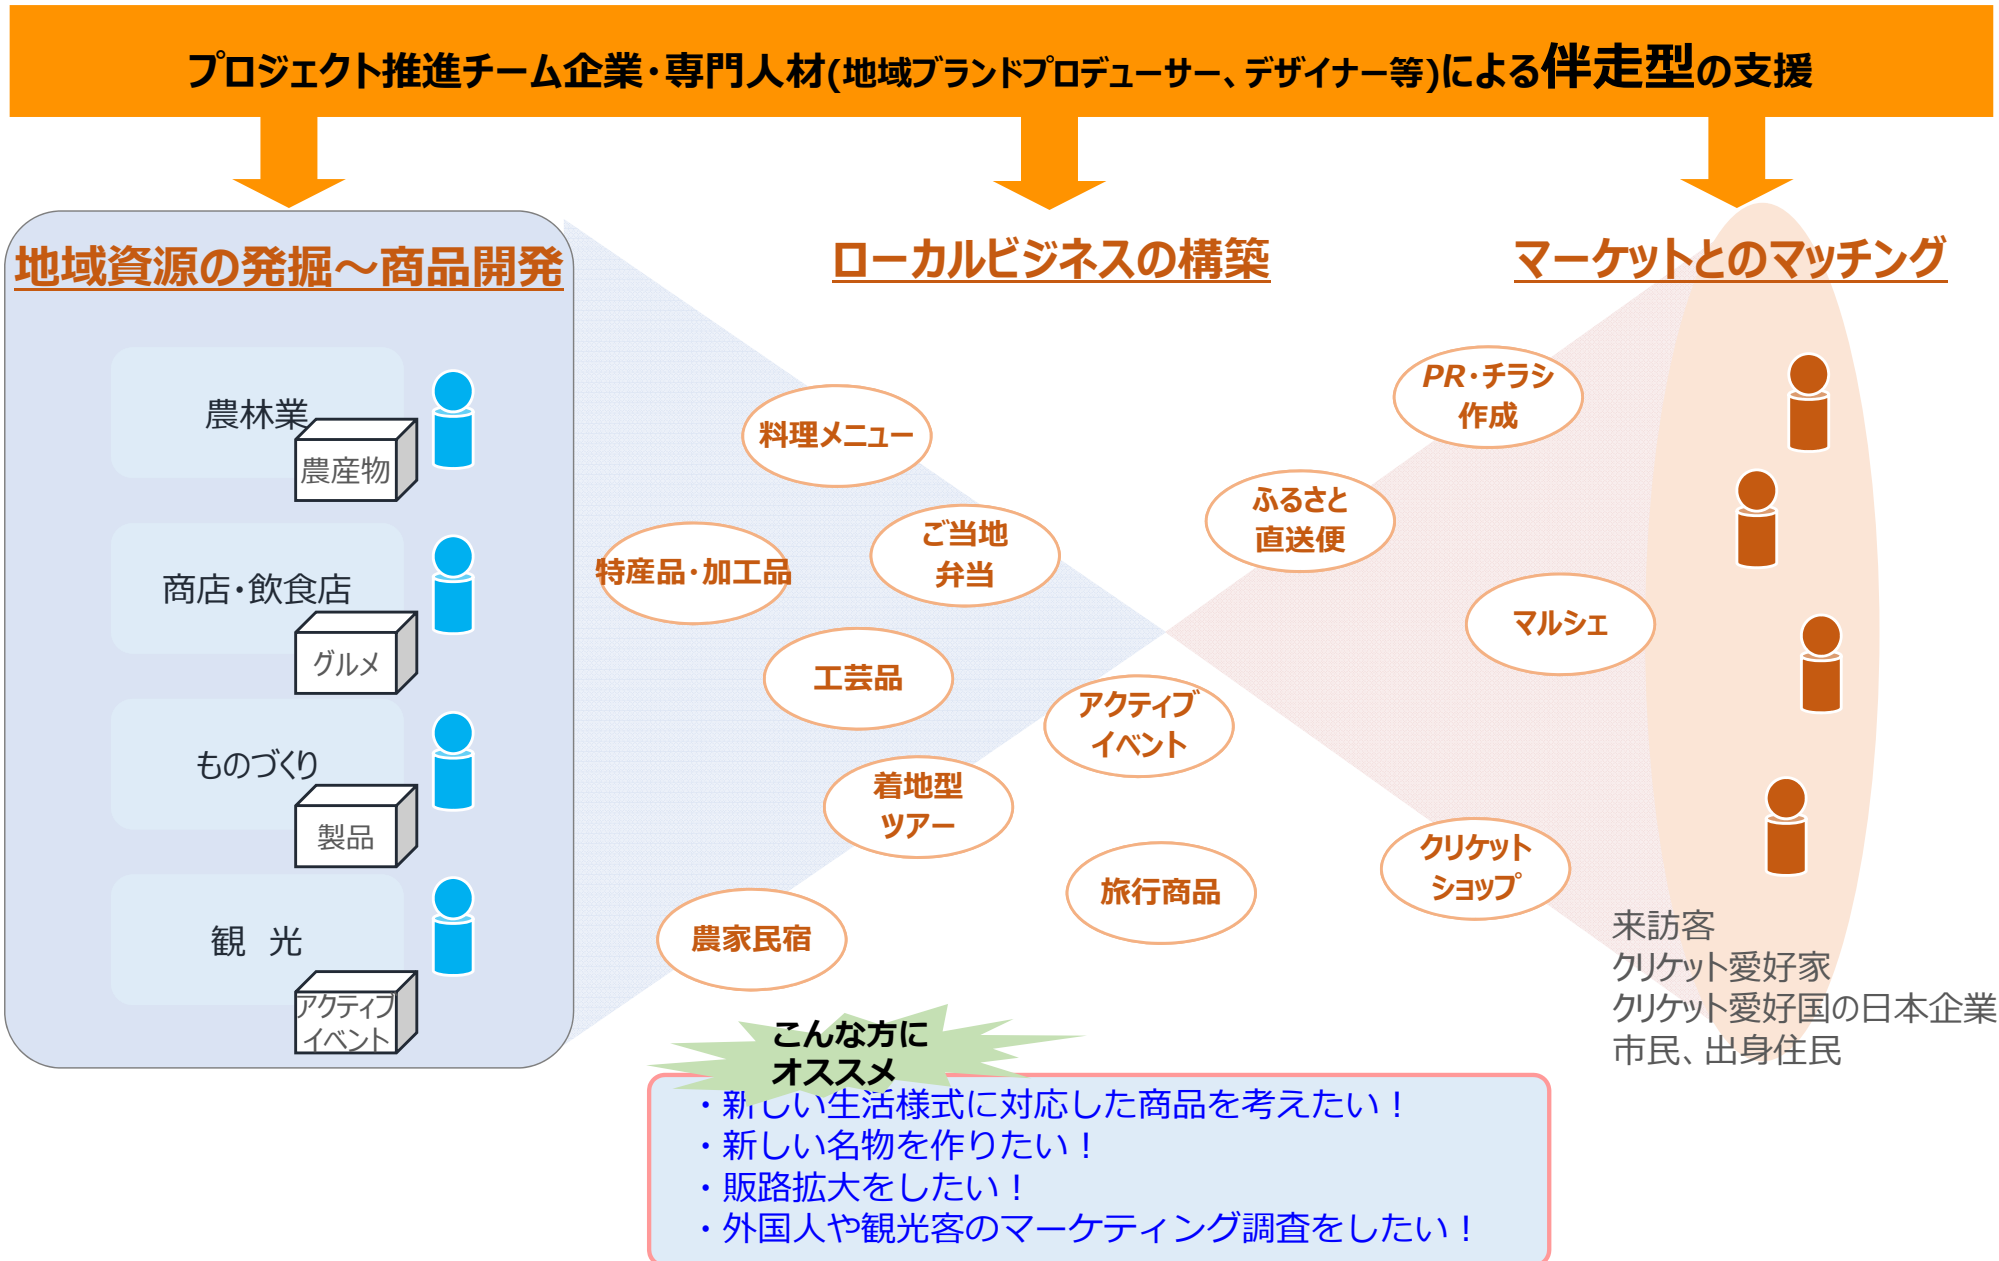 プロジェクト推進チーム企業・専門人材(地域ブランドプロデューサー、デザイナー等)による伴走型の支援
地域資源の発掘～商品開発
農林業
農産物
商店・飲食店
グルメ
ものづくり
製品
観　光
アクティブ
イベント
ローカルビジネスの構築
料理メニュー
特産品・加工品
ご当地
弁当
工芸品
アクティブ
イベント
着地型
ツアー
旅行商品
農家民宿
マーケットとのマッチング
PR・チラシ
作成
ふるさと
直送便
マルシェ
クリケット
ショップ
来訪客
クリケット愛好家
クリケット愛好国の日本企業
市民、出身住民
こんな方に
オススメ
・新しい生活様式に対応した商品を考えたい！
・新しい名物を作りたい！
・販路拡大をしたい！
・外国人や観光客のマーケティング調査をしたい！